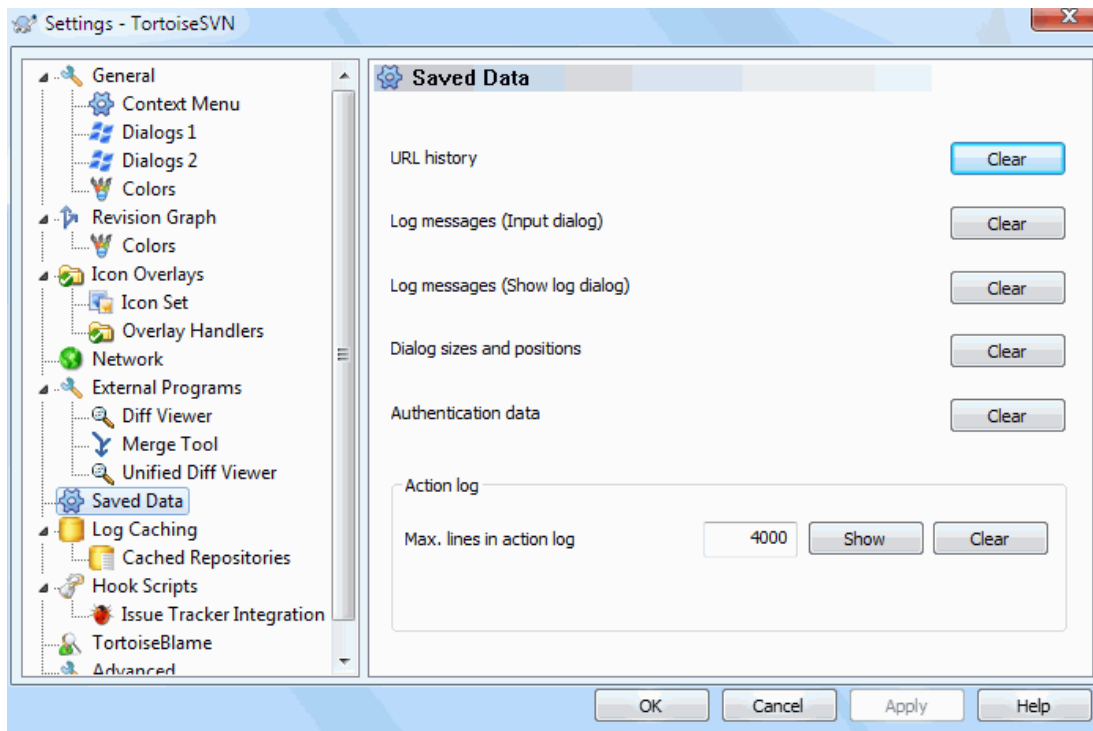 Settings - TortoiseSVN
General
Context Menu
Dialogs 1
Dialogs 2
Colors
Revision Graph
Colors
Icon Overlays
Icon Set
Overlay Handlers
Network
External Programs
Diff Viewer
Merge Tool
Unified Diff Viewer
Saved Data
Log Caching
Cached Repositories
Hook Scripts
Issue Tracker Integration
TortoiseBlame
Advanced
Saved Data
URL history Clear
Log messages (Input dialog) Clear
Log messages (Show log dialog) Clear
Dialog sizes and positions Clear
Authentication data Clear
Action log
Max. lines in action log 4000 Show Clear
OK Cancel Apply Help